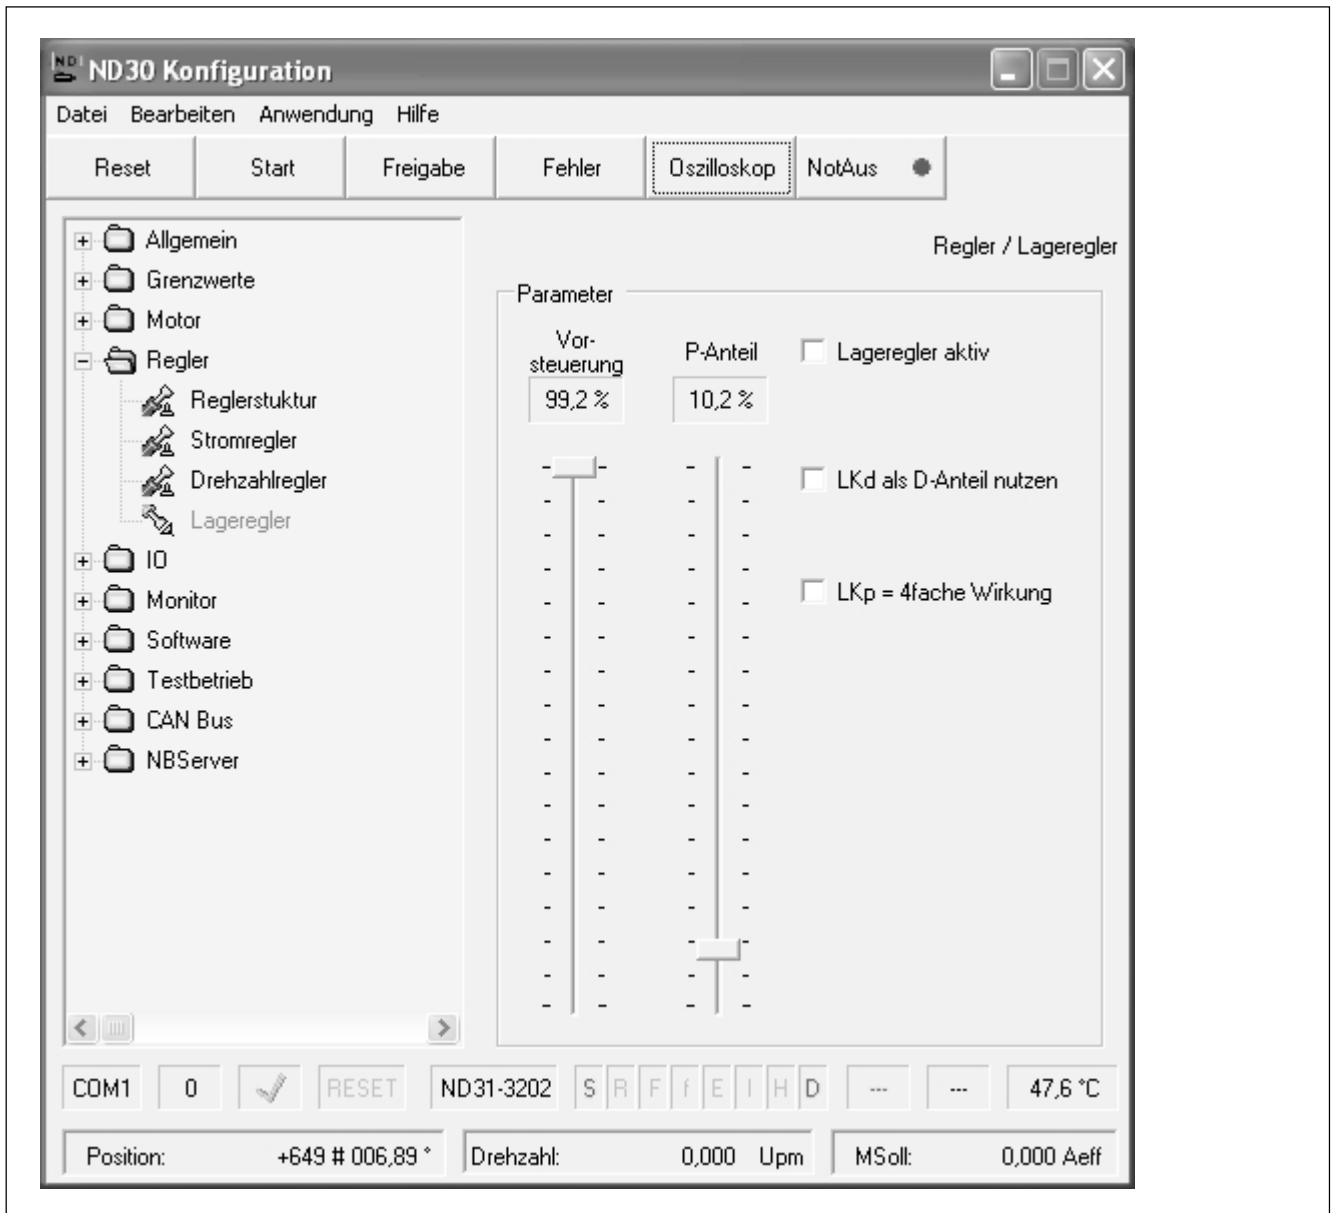 ND ND30 Konfiguration
Datei Bearbeiten Anwendung Hilfe
Reset Start Freigabe Fehler Oszilloskop NotAus
Allgemein
Grenzwerte
Motor
Regler
Reglerstuktur
Stromregler
Drehzahlregler
Lageregler
IO
Monitor
Software
Testbetrieb
CAN Bus
NBServer
Regler / Lageregler
Parameter
Vor-
steuerung
99,2 %
P-Anteil
10,2 %
Lageregler aktiv
LKd als D-Anteil nutzen
LKp = 4fache Wirkung
COM1 0 RESET ND31-3202 S R F f E I H D --- --- 47,6 °C
Position: +649 # 006,89 ° Drehzahl: 0,000 Upm MSoll: 0,000 Aeff